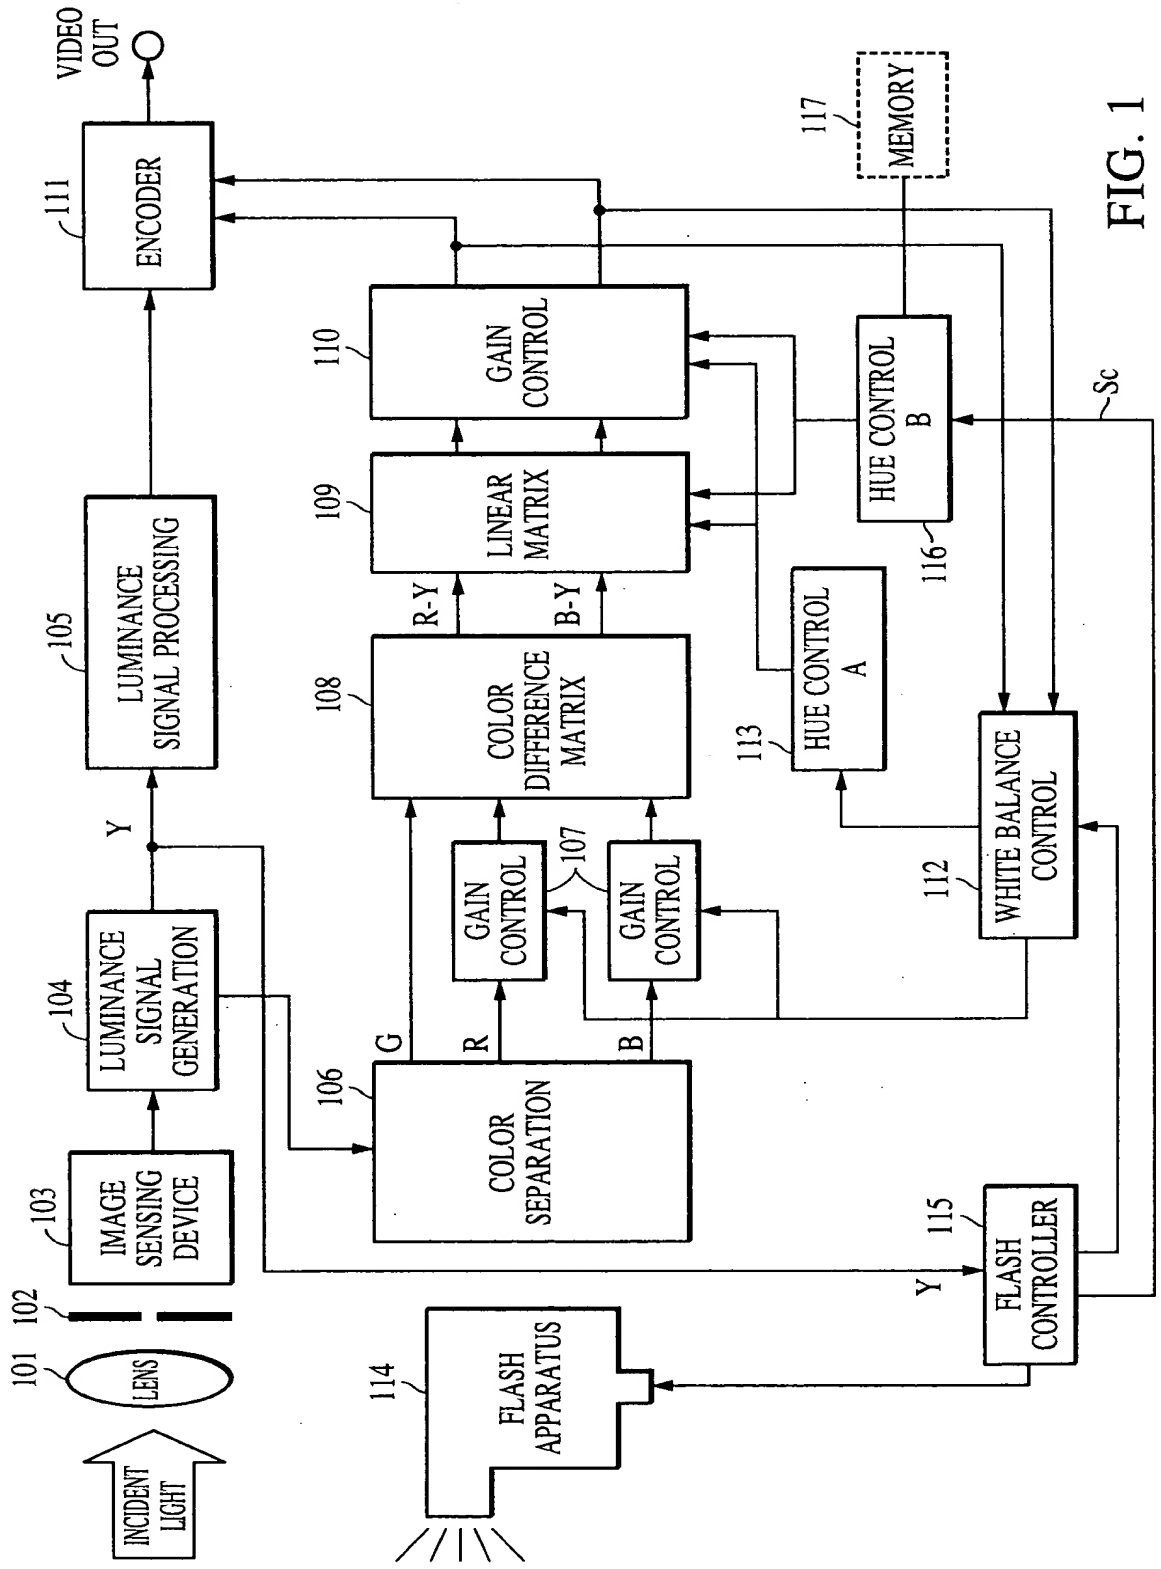 INCIDENT
LIGHT
101
LENS
102
103
IMAGE
SENSING
DEVICE
104
LUMINANCE
SIGNAL
GENERATION
Y
105
LUMINANCE
SIGNAL PROCESSING
111
ENCODER
VIDEO
OUT
106
COLOR
SEPARATION
G
R
B
GAIN
CONTROL
107
GAIN
CONTROL
108
COLOR
DIFFERENCE
MATRIX
R-Y
B-Y
109
LINEAR
MATRIX
110
GAIN
CONTROL
114
FLASH
APPARATUS
Y
115
FLASH
CONTROLLER
112
WHITE BALANCE
CONTROL
113
HUE CONTROL
A
116
HUE CONTROL
B
117
MEMORY
Sc
FIG. 1